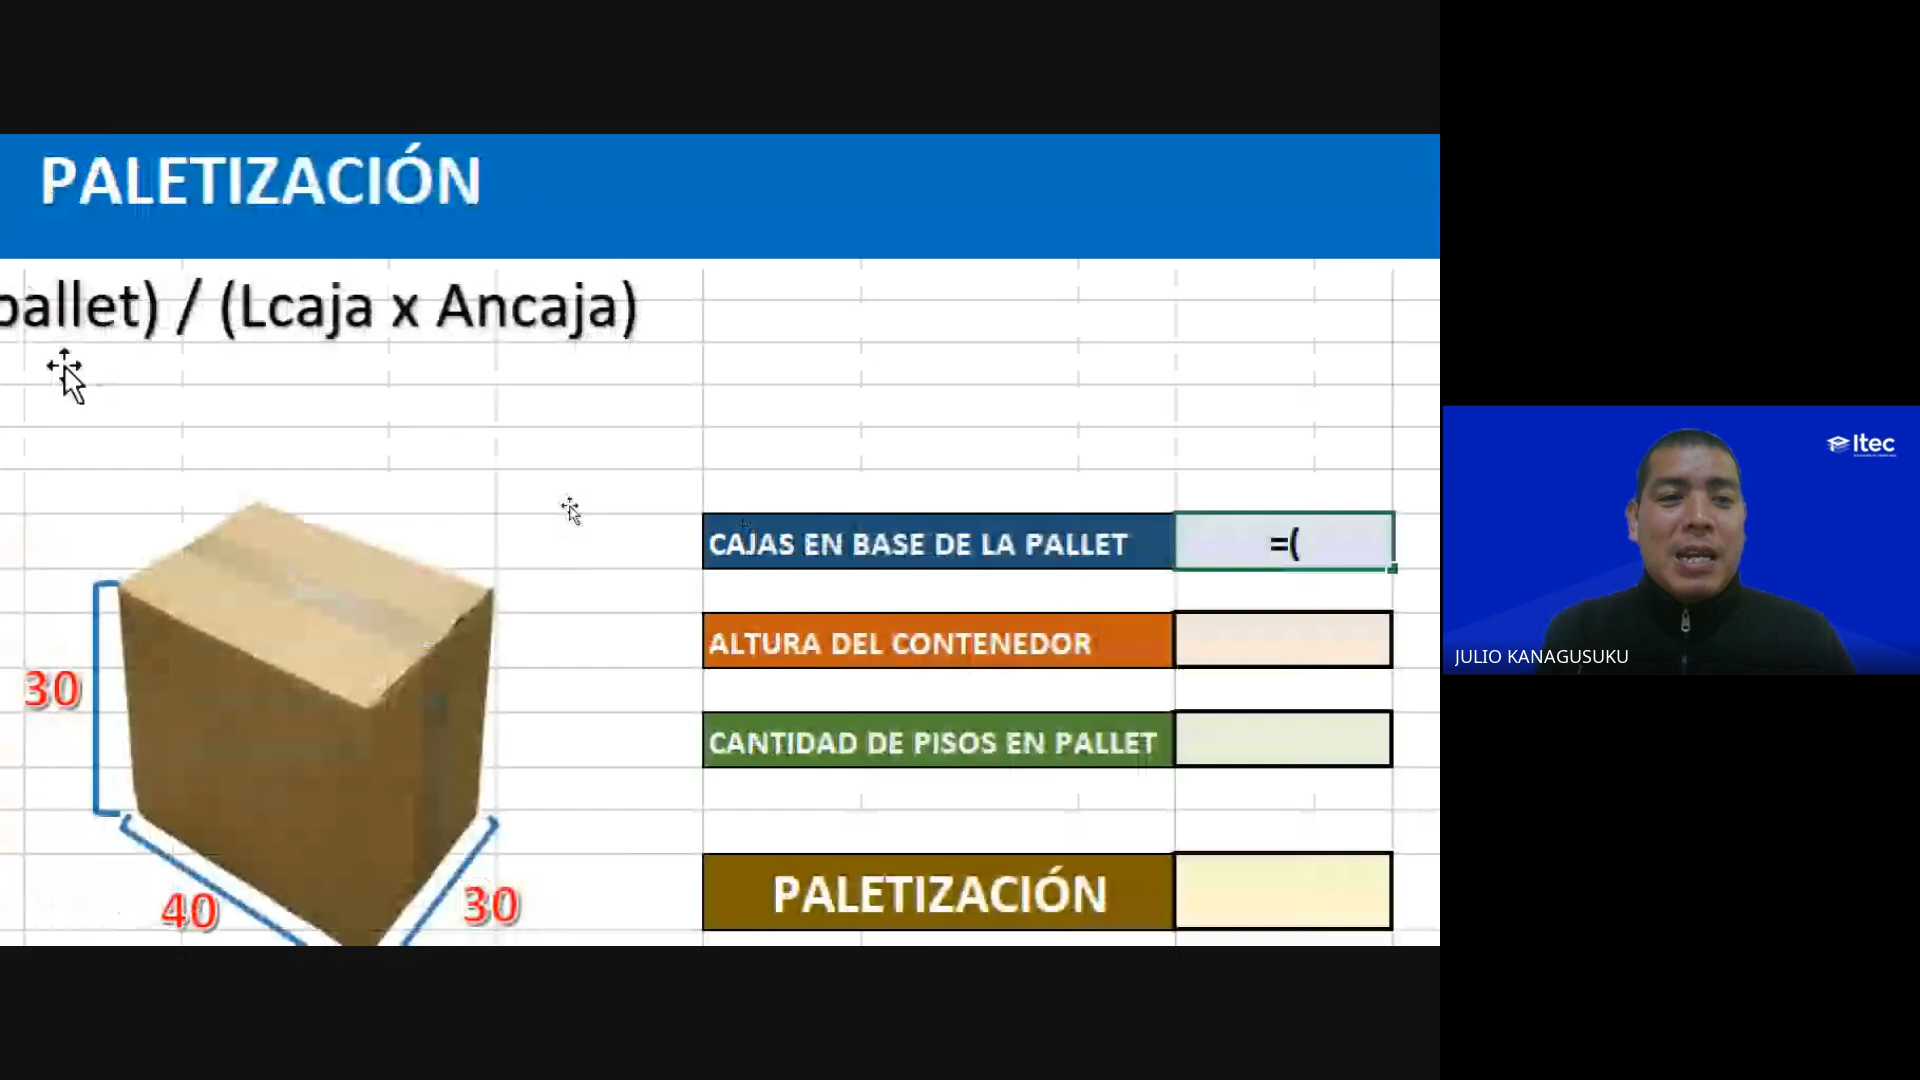 PALETIZACIÓN
pallet) / (Lcaja x Ancaja)
CAJAS EN BASE DE LA PALLET =(
ALTURA DEL CONTENEDOR
30
CANTIDAD DE PISOS EN PALLET
40
30
PALETIZACIÓN
Itec
JULIO KANAGUSUKU